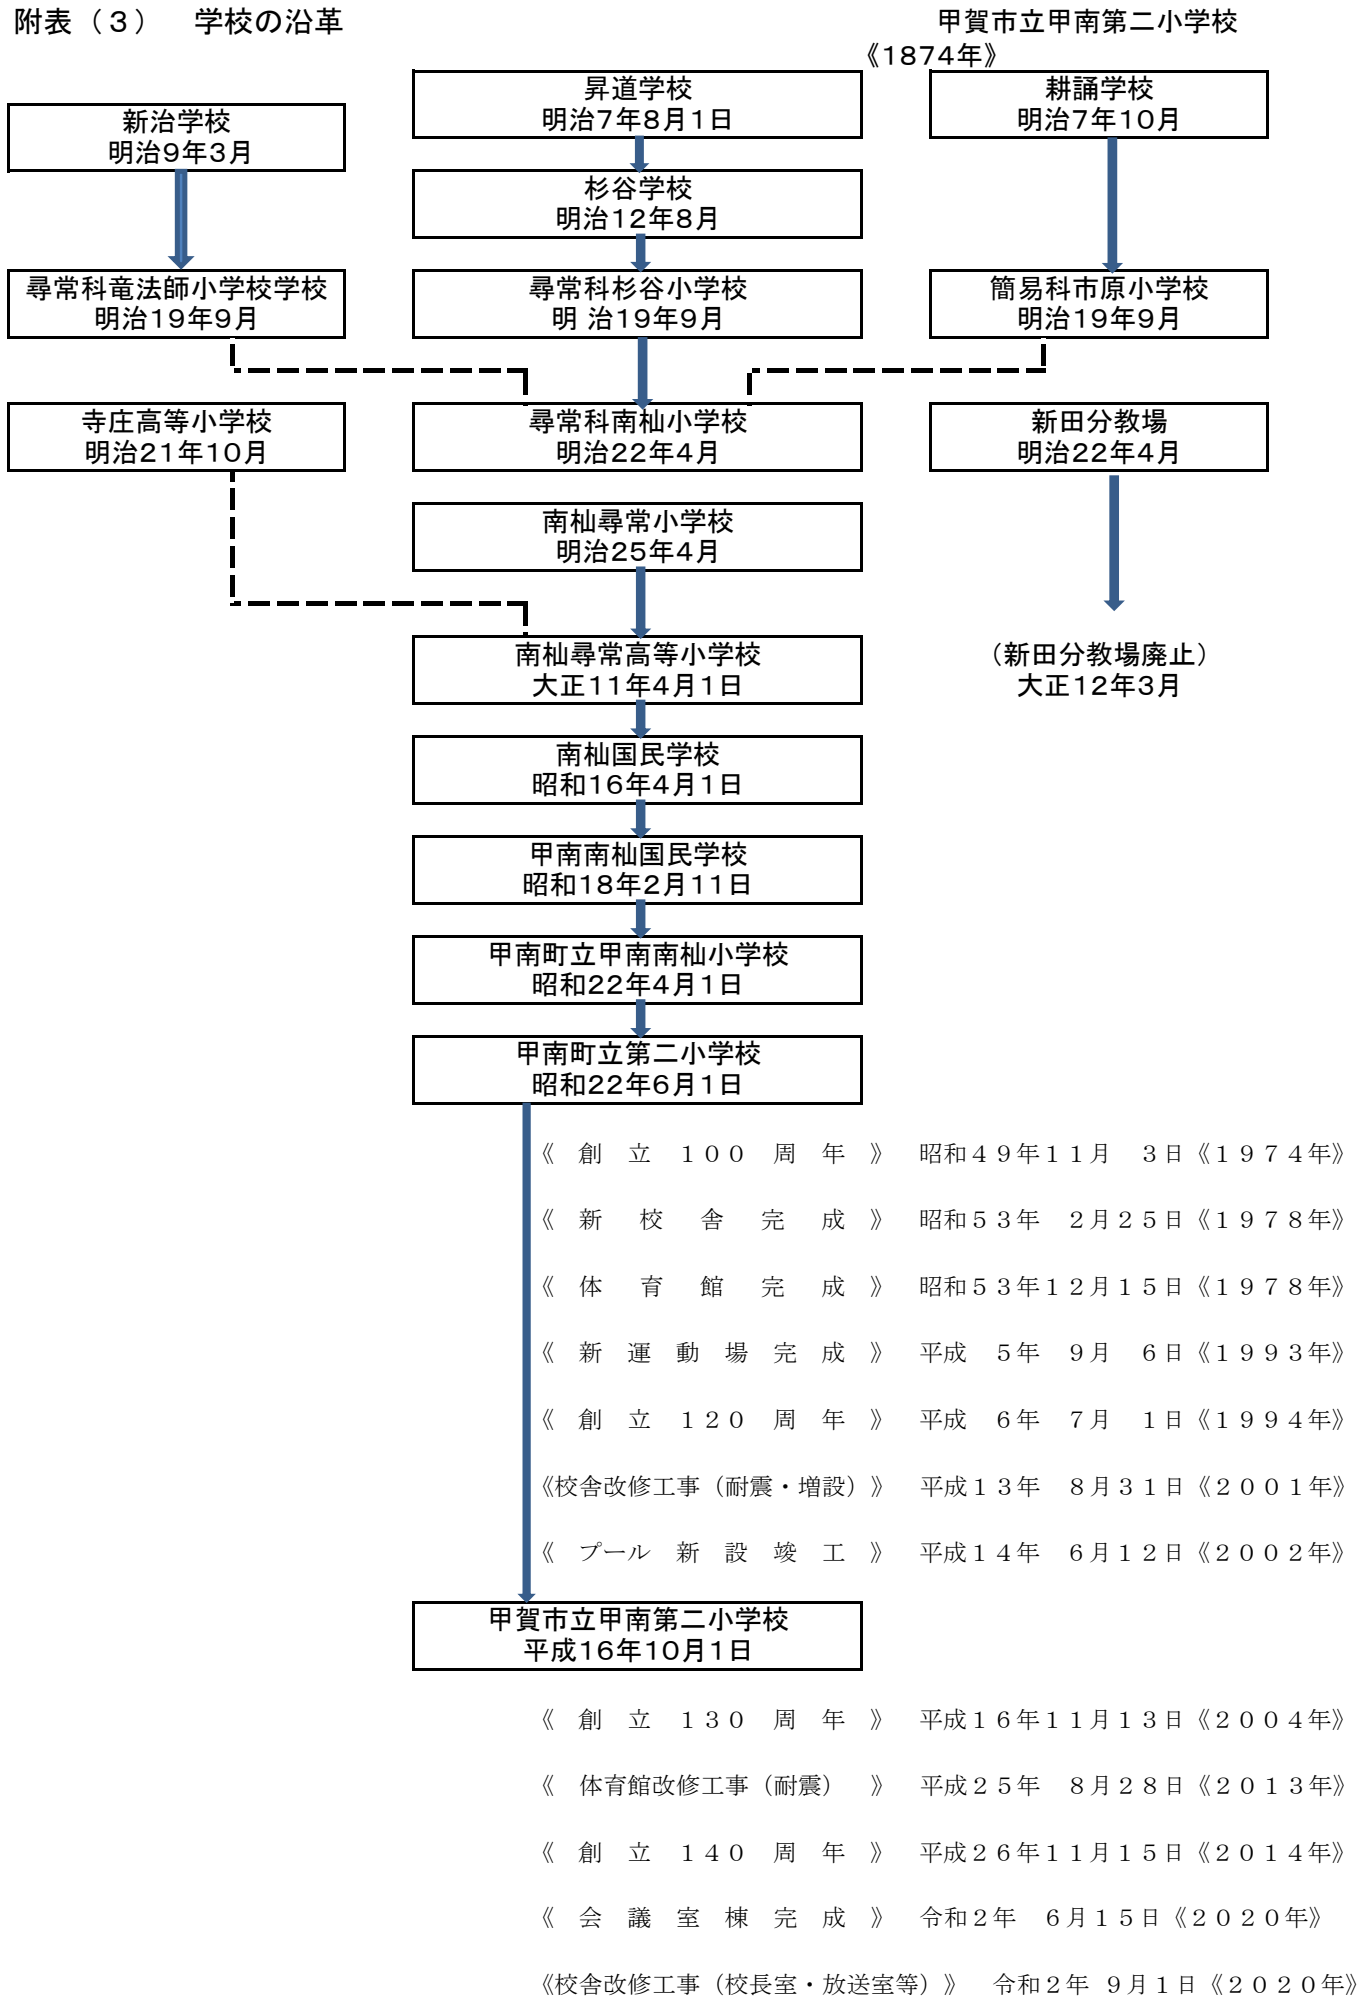 附表（３）　学校の沿革
甲賀市立甲南第二小学校
《1874年》
昇道学校
明治7年8月1日
耕誦学校
明治7年10月
新治学校
明治9年3月
杉谷学校
明治12年8月
尋常科竜法師小学校学校
明治19年9月
尋常科杉谷小学校
明 治19年9月
簡易科市原小学校
明治19年9月
寺庄高等小学校
明治21年10月
尋常科南杣小学校
明治22年4月
新田分教場
明治22年4月
南杣尋常小学校
明治25年4月
南杣尋常高等小学校
大正11年4月1日
（新田分教場廃止）
大正12年3月
南杣国民学校
昭和16年4月1日
甲南南杣国民学校
昭和18年2月11日
甲南町立甲南南杣小学校
昭和22年4月1日
甲南町立第二小学校
昭和22年6月1日
《　創　立　１００　周　年　》　昭和４９年１１月　３日《１９７４年》
《　新　校　舎　完　成　》　昭和５３年　２月２５日《１９７８年》
《　体　育　館　完　成　》　昭和５３年１２月１５日《１９７８年》
《　新　運　動　場　完　成　》　平成　５年　９月　６日《１９９３年》
《　創　立　１２０　周　年　》　平成　６年　７月　１日《１９９４年》
《校舎改修工事（耐震・増設）》　平成１３年　８月３１日《２００１年》
《　プール　新　設　竣　工　》　平成１４年　６月１２日《２００２年》
甲賀市立甲南第二小学校
平成16年10月1日
《　創　立　１３０　周　年　》　平成１６年１１月１３日《２００４年》
《　体育館改修工事（耐震）　》　平成２５年　８月２８日《２０１３年》
《　創　立　１４０　周　年　》　平成２６年１１月１５日《２０１４年》
《　会　議　室　棟　完　成　》　令和２年　６月１５日《２０２０年》
《校舎改修工事（校長室・放送室等）》　令和２年 ９月１日《２０２０年》